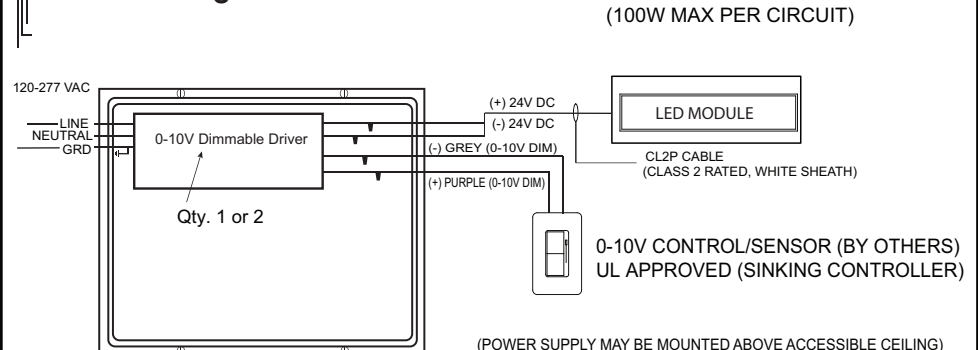 (100W MAX PER CIRCUIT)
120-277 VAC
LINE
NEUTRAL
GRD
0-10V Dimmable Driver
Qty. 1 or 2
(+) 24V DC
(-) 24V DC
(-) GREY (0-10V DIM)
(+) PURPLE (0-10V DIM)
LED MODULE
CL2P CABLE
(CLASS 2 RATED, WHITE SHEATH)
0-10V CONTROL/SENSOR (BY OTHERS)
UL APPROVED (SINKING CONTROLLER)
(POWER SUPPLY MAY BE MOUNTED ABOVE ACCESSIBLE CEILING)